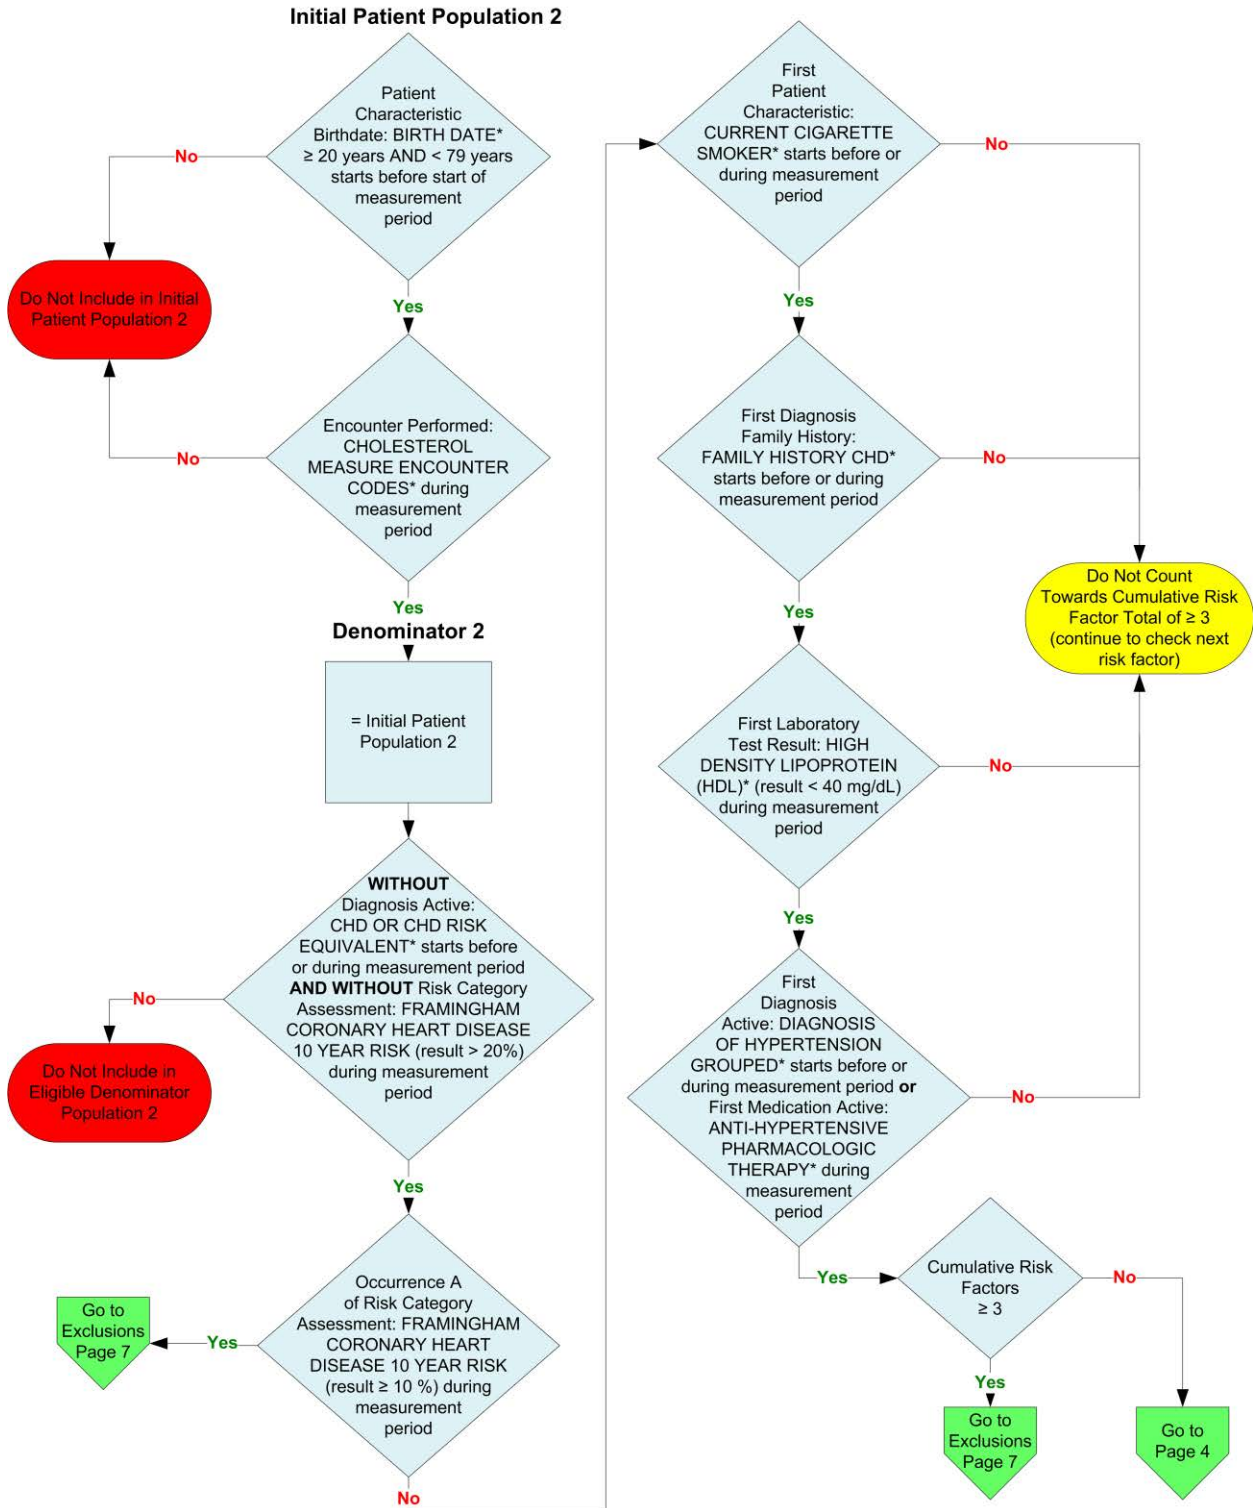 Initial Patient Population 2
Patient
Characteristic
Birthdate: BIRTH DATE*
≥ 20 years AND < 79 years
starts before start of
measurement
period
No
Do Not Include in Initial
Patient Population 2
Yes
Encounter Performed:
CHOLESTEROL
MEASURE ENCOUNTER
CODES* during
measurement
period
No
Yes
Denominator 2
= Initial Patient
Population 2
WITHOUT
Diagnosis Active:
CHD OR CHD RISK
EQUIVALENT* starts before
or during measurement period
AND WITHOUT Risk Category
Assessment: FRAMINGHAM
CORONARY HEART DISEASE
10 YEAR RISK (result > 20%)
during measurement
period
No
Do Not Include in
Eligible Denominator
Population 2
Yes
Occurrence A
of Risk Category
Assessment: FRAMINGHAM
CORONARY HEART
DISEASE 10 YEAR RISK
(result ≥ 10 %) during
measurement
period
Yes
Go to
Exclusions
Page 7
No
First
Patient
Characteristic:
CURRENT CIGARETTE
SMOKER* starts before or
during measurement
period
No
Yes
First Diagnosis
Family History:
FAMILY HISTORY CHD*
starts before or during
measurement period
No
Do Not Count
Towards Cumulative Risk
Factor Total of ≥ 3
(continue to check next
risk factor)
Yes
First Laboratory
Test Result: HIGH
DENSITY LIPOPROTEIN
(HDL)* (result < 40 mg/dL)
during measurement
period
No
Yes
First
Diagnosis
Active: DIAGNOSIS
OF HYPERTENSION
GROUPED* starts before or
during measurement period or
First Medication Active:
ANTI-HYPERTENSIVE
PHARMACOLOGIC
THERAPY* during
measurement
period
No
Yes
Cumulative Risk
Factors
≥ 3
No
Yes
Go to
Exclusions
Page 7
Go to
Page 4